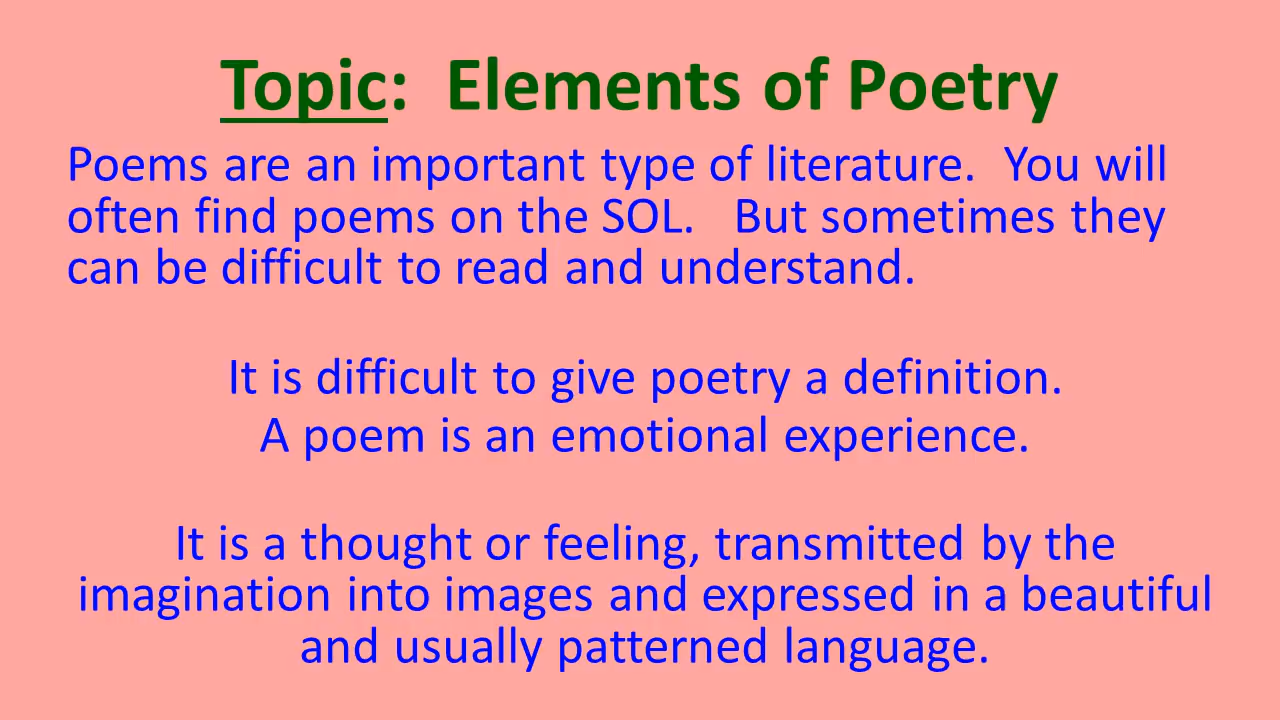 Topic:  Elements of Poetry
Poems are an important type of literature.  You will
often find poems on the SOL.   But sometimes they
can be difficult to read and understand.
It is difficult to give poetry a definition.
A poem is an emotional experience.
It is a thought or feeling, transmitted by the
imagination into images and expressed in a beautiful
and usually patterned language.